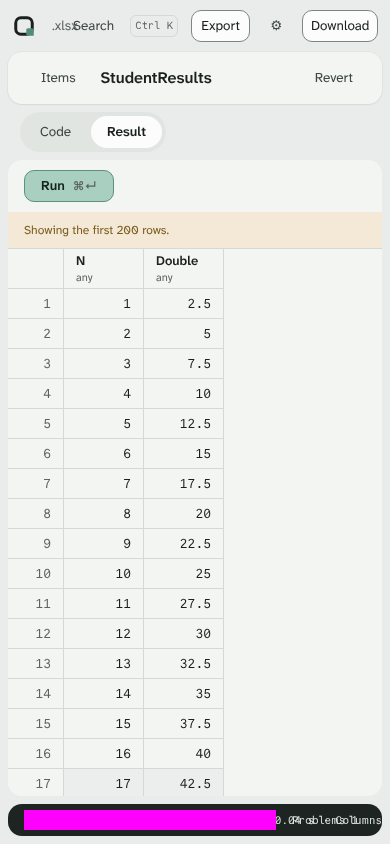 .xlsx Search Ctrl K Export ⚙ Download
Items StudentResults Revert
Code Result
Run ⌘↵
Showing the first 200 rows.
N Double
any any
1 1 2.5
2 2 5
3 3 7.5
4 4 10
5 5 12.5
6 6 15
7 7 17.5
8 8 20
9 9 22.5
10 10 25
11 11 27.5
12 12 30
13 13 32.5
14 14 35
15 15 37.5
16 16 40
17 17 42.5
Problems Columns